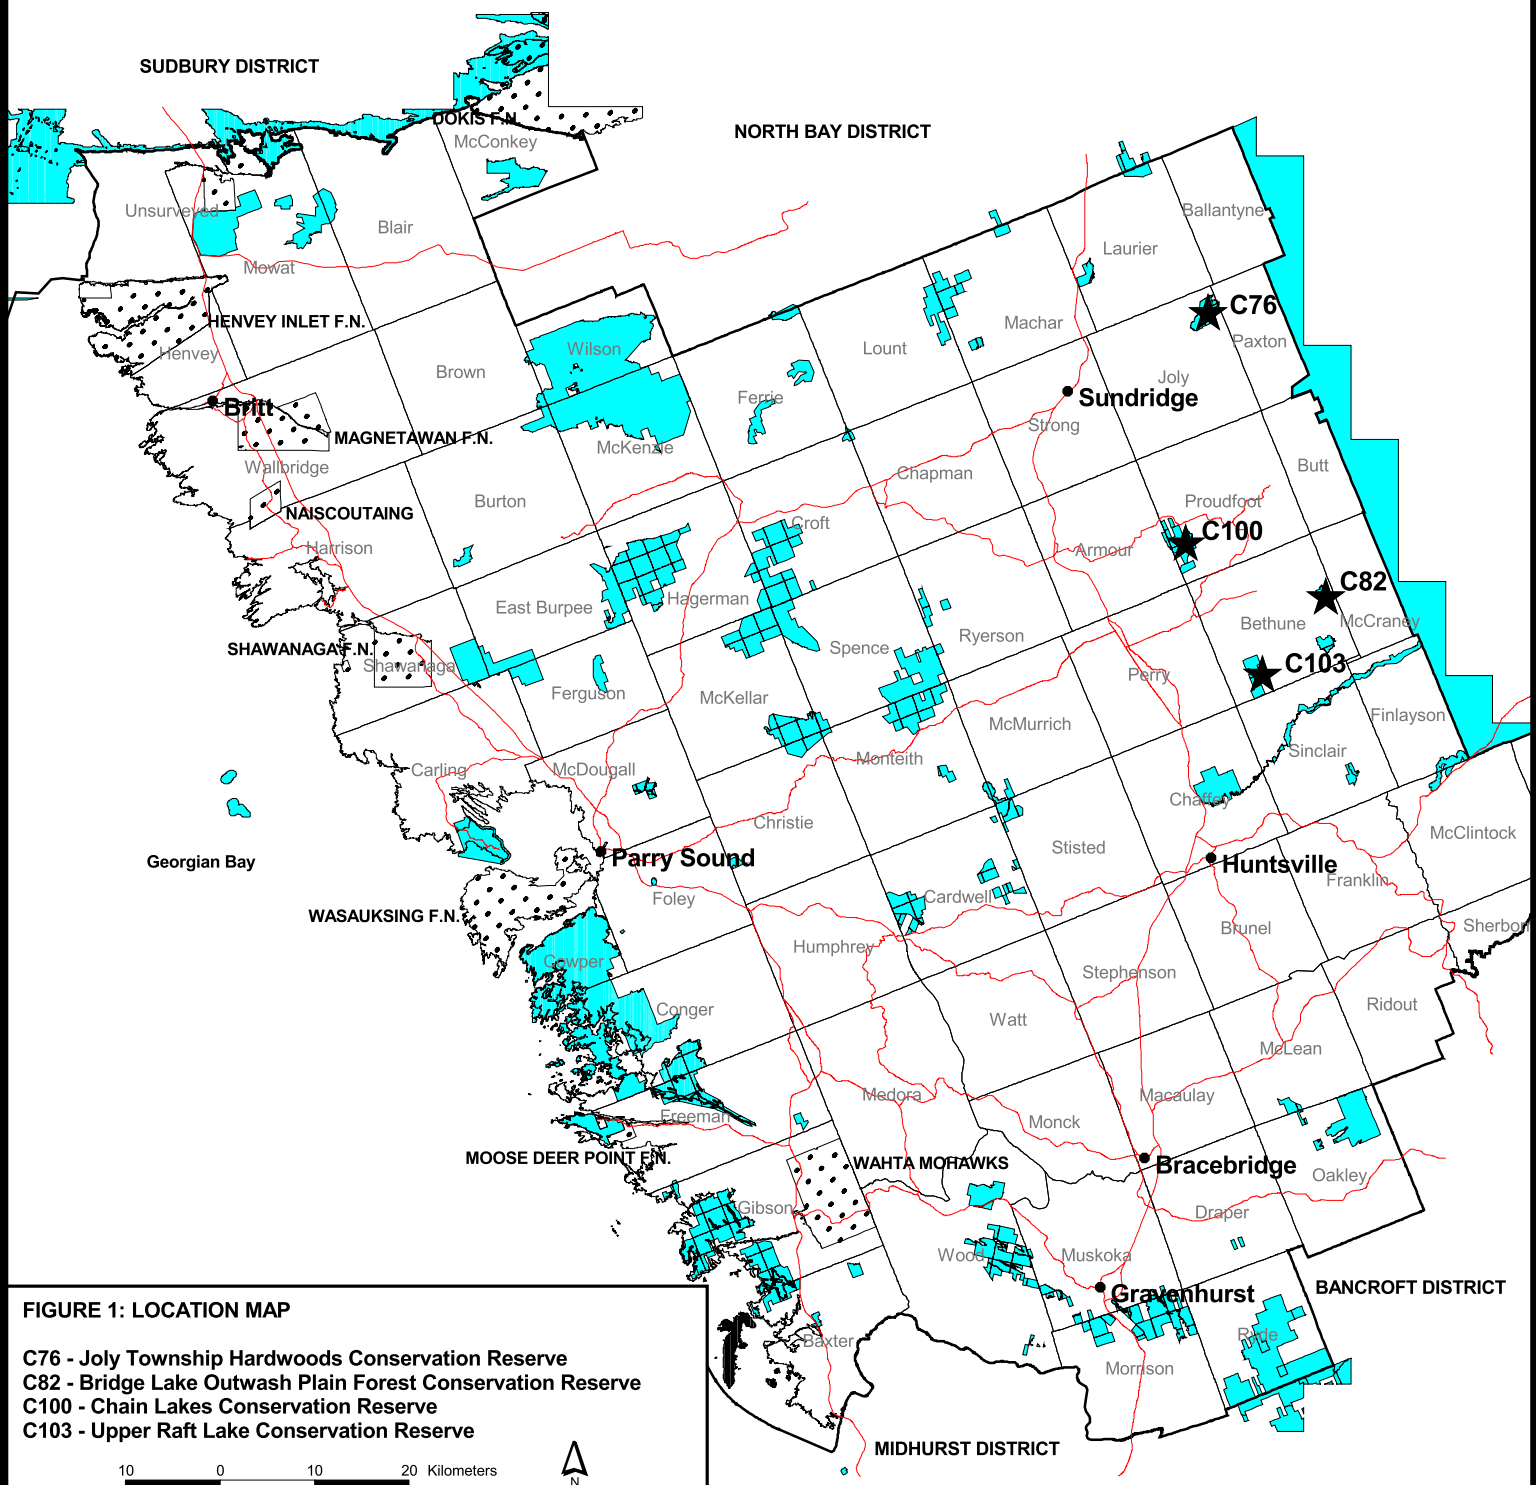 SUDBURY DISTRICT
DOKIS F.N.
McConkey
NORTH BAY DISTRICT
Unsurveyed
Blair
Mowat
Ballantyne
Laurier
HENVEY INLET F.N.
Henvey
C76
Paxton
Machar
Lount
Wilson
Brown
Joly
Ferrie
Sundridge
Britt
Strong
MAGNETAWAN F.N.
McKenzie
Wallbridge
Chapman
Butt
Burton
Proudfoot
NAISCOUTAING
Croft
C100
Harrison
Armour
C82
East Burpee
Hagerman
Bethune
McCraney
Ryerson
SHAWANAGA F.N.
Shawanaga
Spence
C103
Perry
Ferguson
McKellar
McMurrich
Finlayson
Sinclair
Monteith
Carling
McDougall
Chaffey
Christie
McClintock
Stisted
Georgian Bay
Parry Sound
Huntsville
Franklin
Foley
Cardwell
WASAUKSING F.N.
Humphrey
Brunel
Sherbor
Cowper
Stephenson
Conger
Watt
Ridout
McLean
Medora
Macaulay
Freeman
Monck
MOOSE DEER POINT F.N.
WAHTA MOHAWKS
Bracebridge
Oakley
Gibson
Draper
Wood
Muskoka
Gravenhurst
BANCROFT DISTRICT
Ryde
Baxter
Morrison
MIDHURST DISTRICT
FIGURE 1: LOCATION MAP
C76 - Joly Township Hardwoods Conservation Reserve
C82 - Bridge Lake Outwash Plain Forest Conservation Reserve
C100 - Chain Lakes Conservation Reserve
C103 - Upper Raft Lake Conservation Reserve
10 0 10 20 Kilometers
N